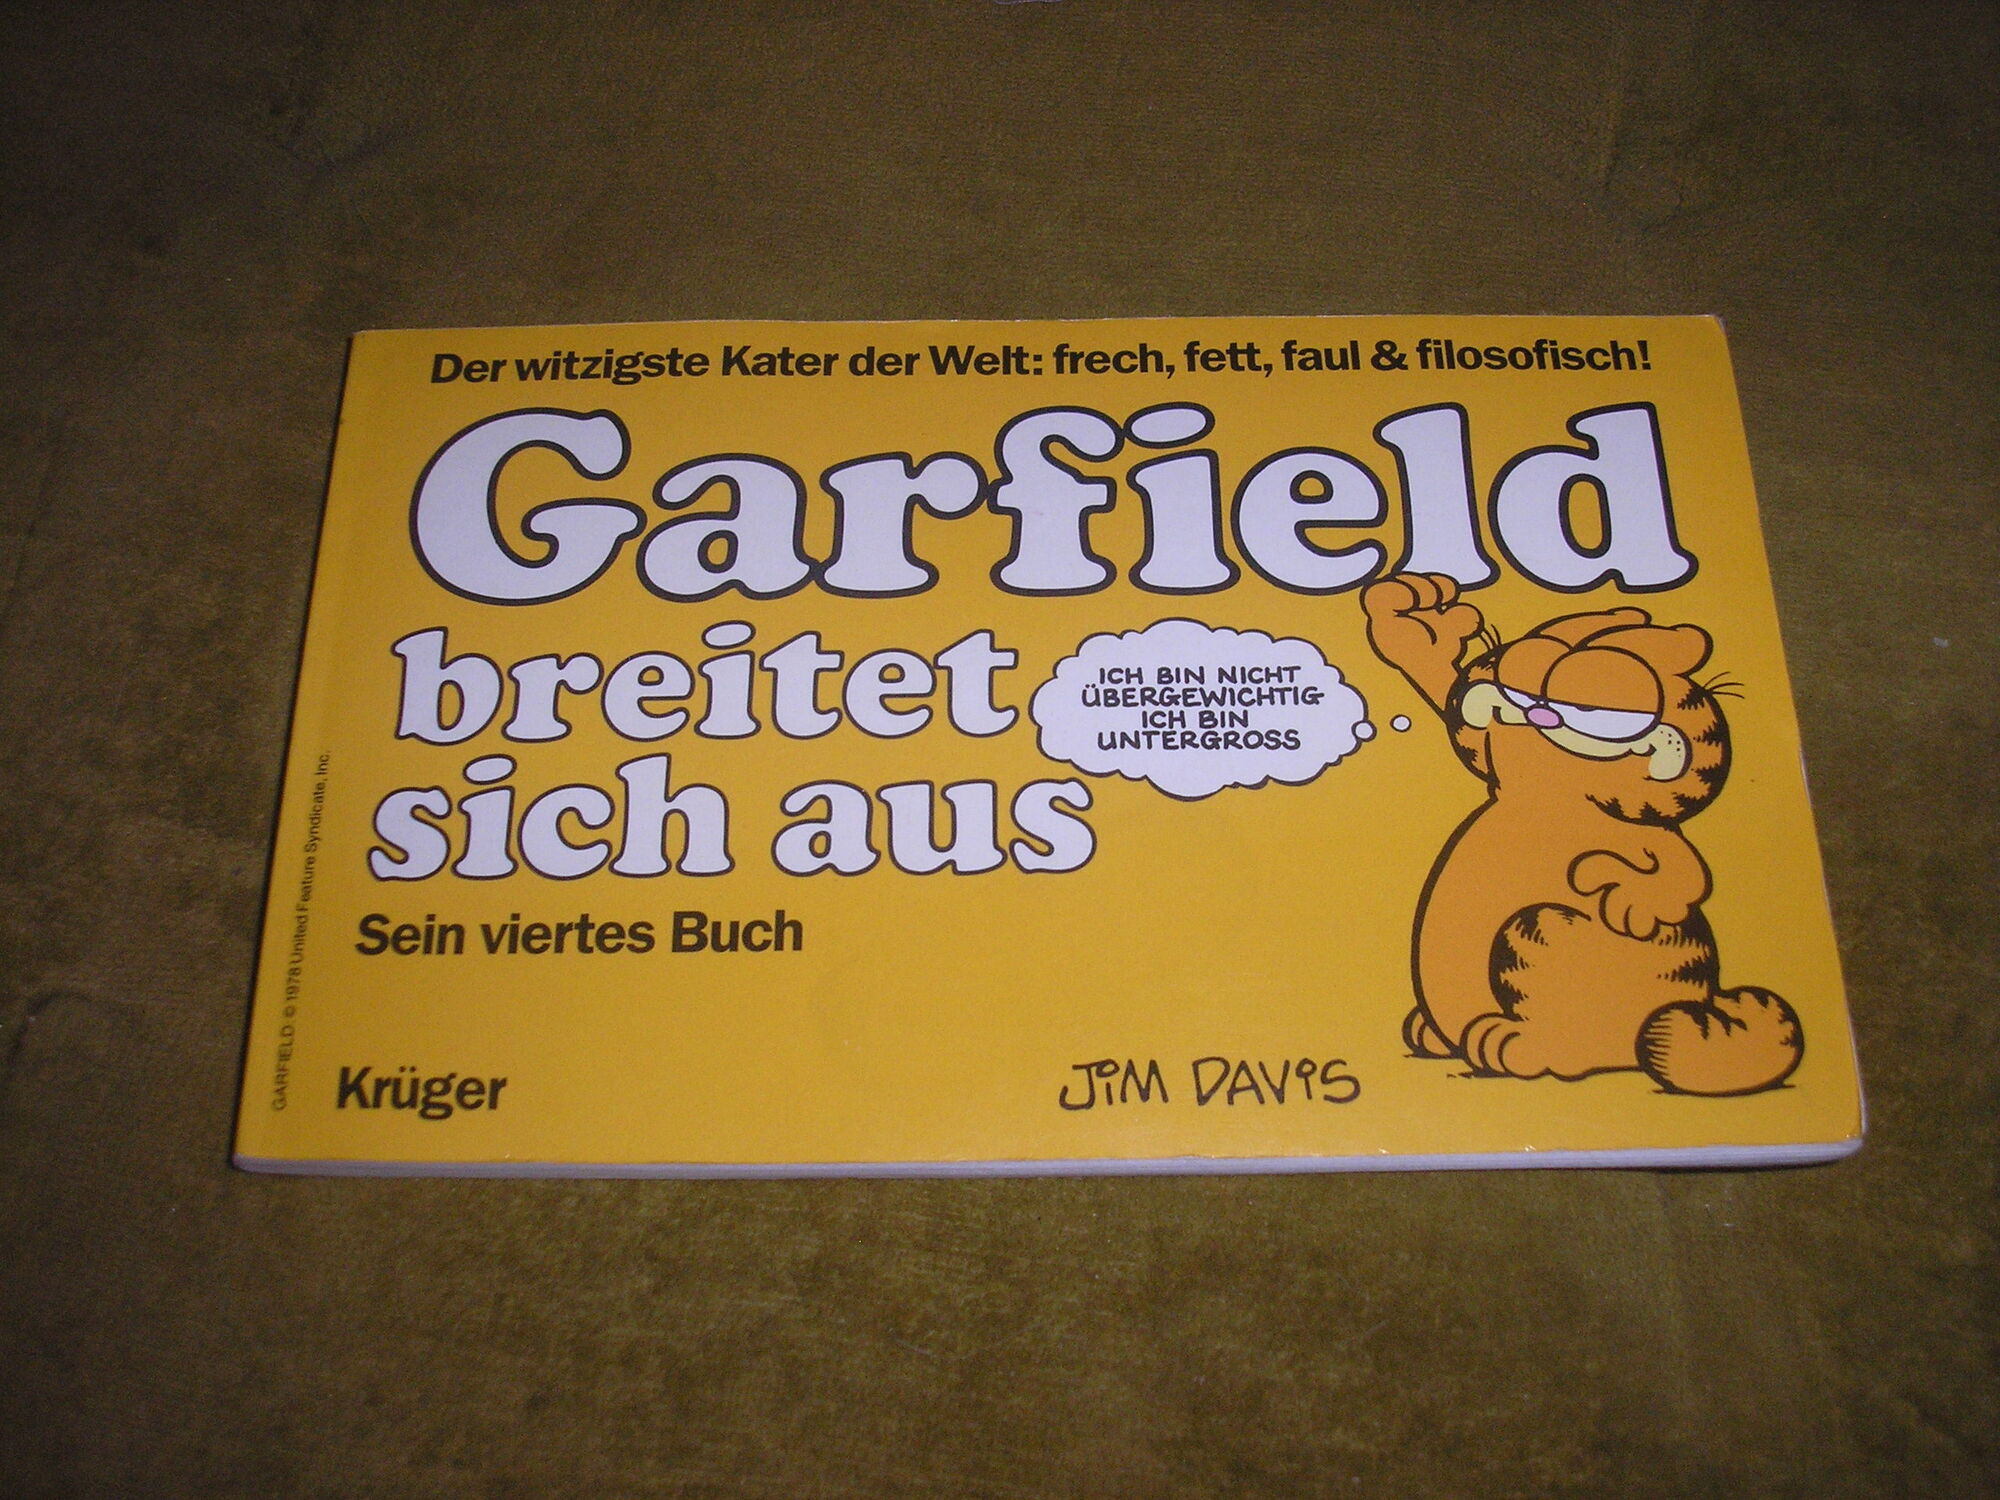 Der witzigste Kater der Welt: frech, fett, faul & filosofisch!
Garfield
breitet
sich aus
ICH BIN NICHT
ÜBERGEWICHTIG
ICH BIN
UNTERGROSS
Sein viertes Buch
Krüger
JIM DAVIS
GARFIELD: © 1978 United Feature Syndicate, Inc.